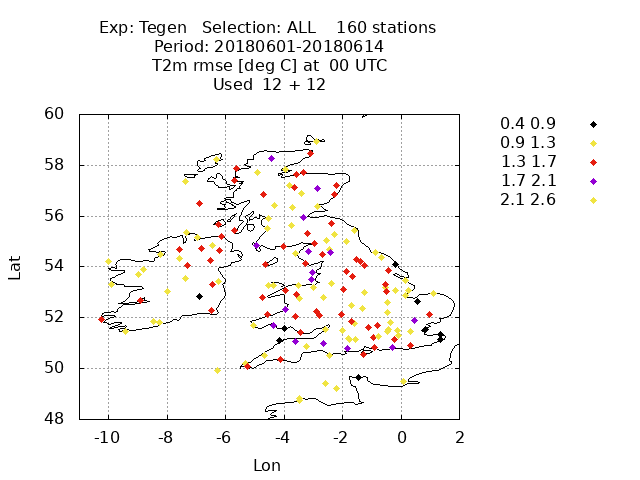 Exp: Tegen Selection: ALL 160 stations
Period: 20180601-20180614
T2m rmse [deg C] at 00 UTC
Used 12 + 12
60
58
56
54
52
50
48
Lat
-10 -8 -6 -4 -2 0 2
Lon
0.4 0.9
0.9 1.3
1.3 1.7
1.7 2.1
2.1 2.6